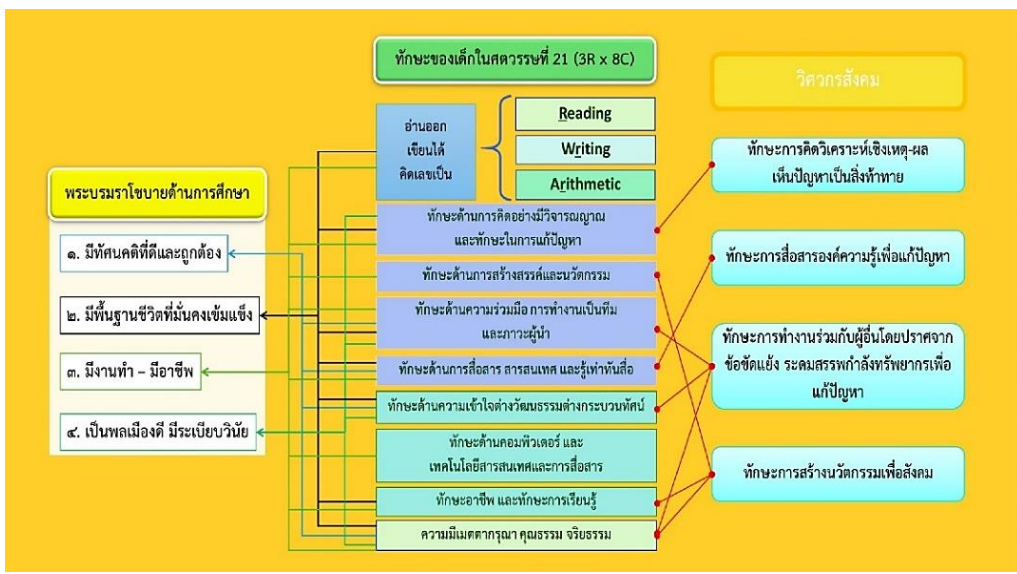 ทักษะของเด็กในศตวรรษที่ 21 (3R x 8C)
วิศวกรสังคม
อ่านออก
เขียนได้
คิดเลขเป็น
Reading
Writing
Arithmetic
พระบรมราโชบายด้านการศึกษา
๑. มีทัศนคติที่ดีและถูกต้อง
๒. มีพื้นฐานชีวิตที่มั่นคงเข้มแข็ง
๓. มีงานทำ – มีอาชีพ
๔. เป็นพลเมืองดี มีระเบียบวินัย
ทักษะด้านการคิดอย่างมีวิจารณญาณ
และทักษะในการแก้ปัญหา
ทักษะด้านการสร้างสรรค์และนวัตกรรม
ทักษะด้านความร่วมมือ การทำงานเป็นทีม
และภาวะผู้นำ
ทักษะด้านการสื่อสาร สารสนเทศ และรู้เท่าทันสื่อ
ทักษะด้านความเข้าใจต่างวัฒนธรรมต่างกระบวนทัศน์
ทักษะด้านคอมพิวเตอร์ และ
เทคโนโลยีสารสนเทศและการสื่อสาร
ทักษะอาชีพ และทักษะการเรียนรู้
ความมีเมตตากรุณา คุณธรรม จริยธรรม
ทักษะการคิดวิเคราะห์เชิงเหตุ-ผล
เห็นปัญหาเป็นสิ่งท้าทาย
ทักษะการสื่อสารองค์ความรู้เพื่อแก้ปัญหา
ทักษะการทำงานร่วมกับผู้อื่นโดยปราศจาก
ข้อขัดแย้ง ระดมสรรพกำลังทรัพยากรเพื่อ
แก้ปัญหา
ทักษะการสร้างนวัตกรรมเพื่อสังคม